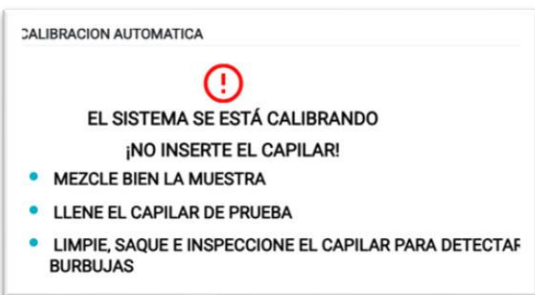 CALIBRACION AUTOMATICA
EL SISTEMA SE ESTÁ CALIBRANDO
¡NO INSERTE EL CAPILAR!
MEZCLE BIEN LA MUESTRA
LLENE EL CAPILAR DE PRUEBA
LIMPIE, SAQUE E INSPECCIONE EL CAPILAR PARA DETECTAR
BURBUJAS